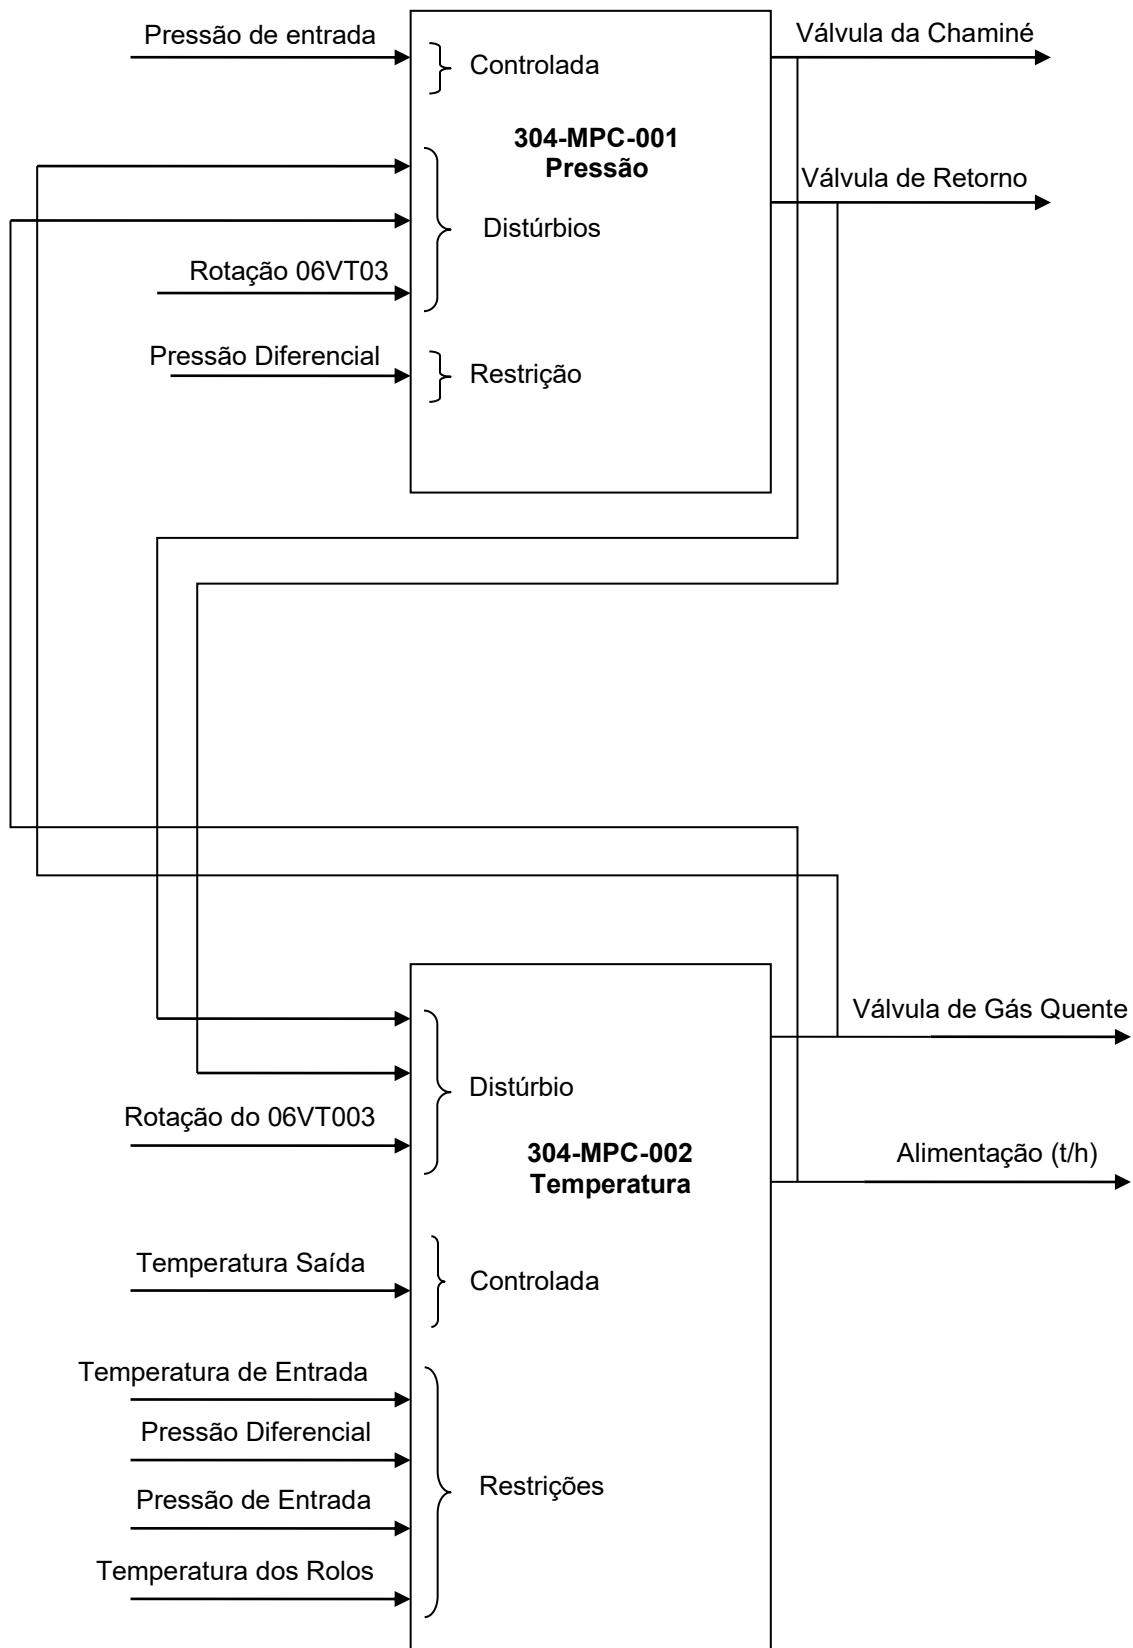 Pressão de entrada
Válvula da Chaminé
Controlada
304-MPC-001
Pressão
Válvula de Retorno
Distúrbios
Rotação 06VT03
Pressão Diferencial
Restrição
Válvula de Gás Quente
Distúrbio
Rotação do 06VT003
304-MPC-002
Temperatura
Alimentação (t/h)
Temperatura Saída
Controlada
Temperatura de Entrada
Pressão Diferencial
Restrições
Pressão de Entrada
Temperatura dos Rolos